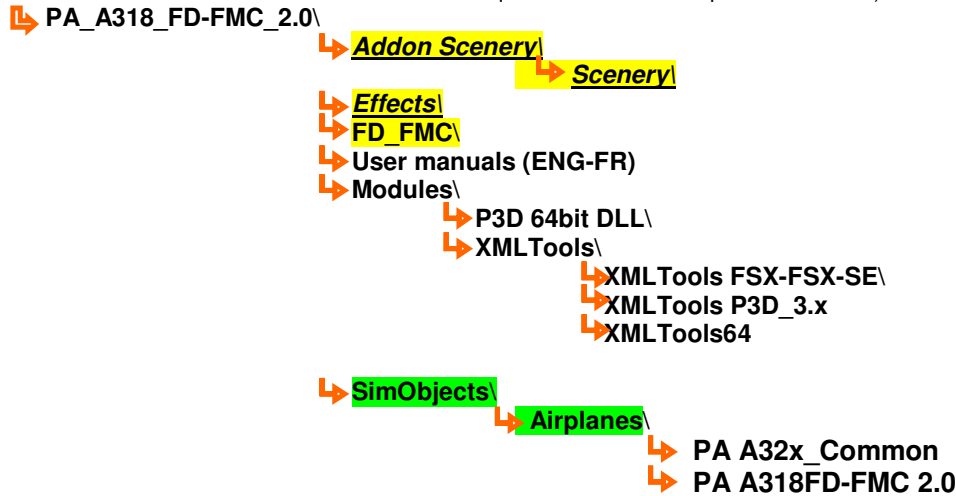 PA_A318_FD-FMC_2.0\
Addon Scenery\
Scenery\
Effects\
FD_FMC\
User manuals (ENG-FR)
Modules\
P3D 64bit DLL\
XMLTools\
XMLTools FSX-FSX-SE\
XMLTools P3D_3.x
XMLTools64
SimObjects\
Airplanes\
PA A32x_Common
PA A318FD-FMC 2.0